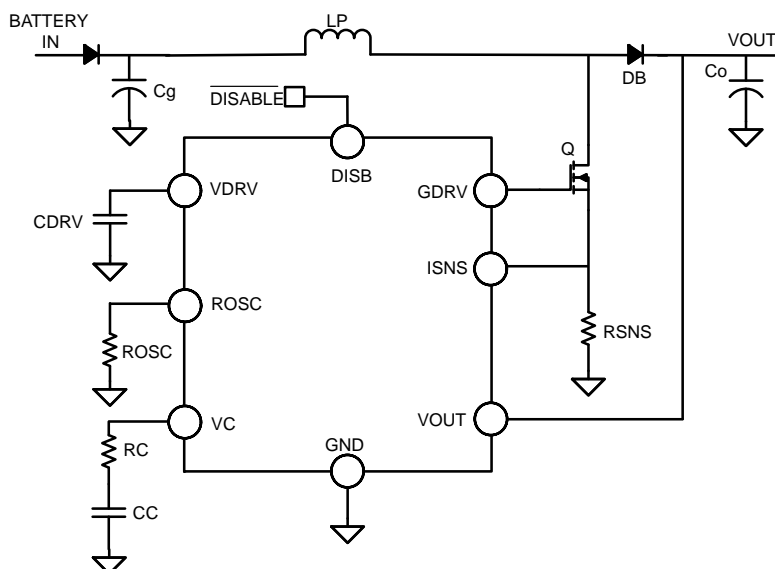 BATTERY
IN
LP
VOUT
Cg
DB
Co
DISABLE
DISB
Q
VDRV
GDRV
CDRV
ISNS
ROSC
ROSC
RSNS
VC
VOUT
RC
GND
CC